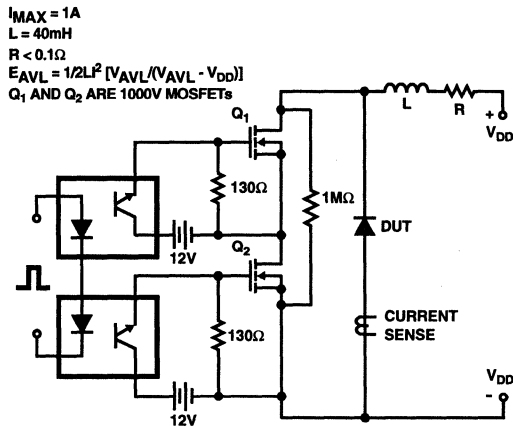 IMAX = 1A
L = 40mH
R < 0.1Ω
EAVL = 1/2LI² [VAVL/(VAVL - VDD)]
Q1 AND Q2 ARE 1000V MOSFETs
Q1
L
R
+
VDD
130Ω
1MΩ
12V
DUT
Q2
130Ω
CURRENT
SENSE
VDD
-
12V